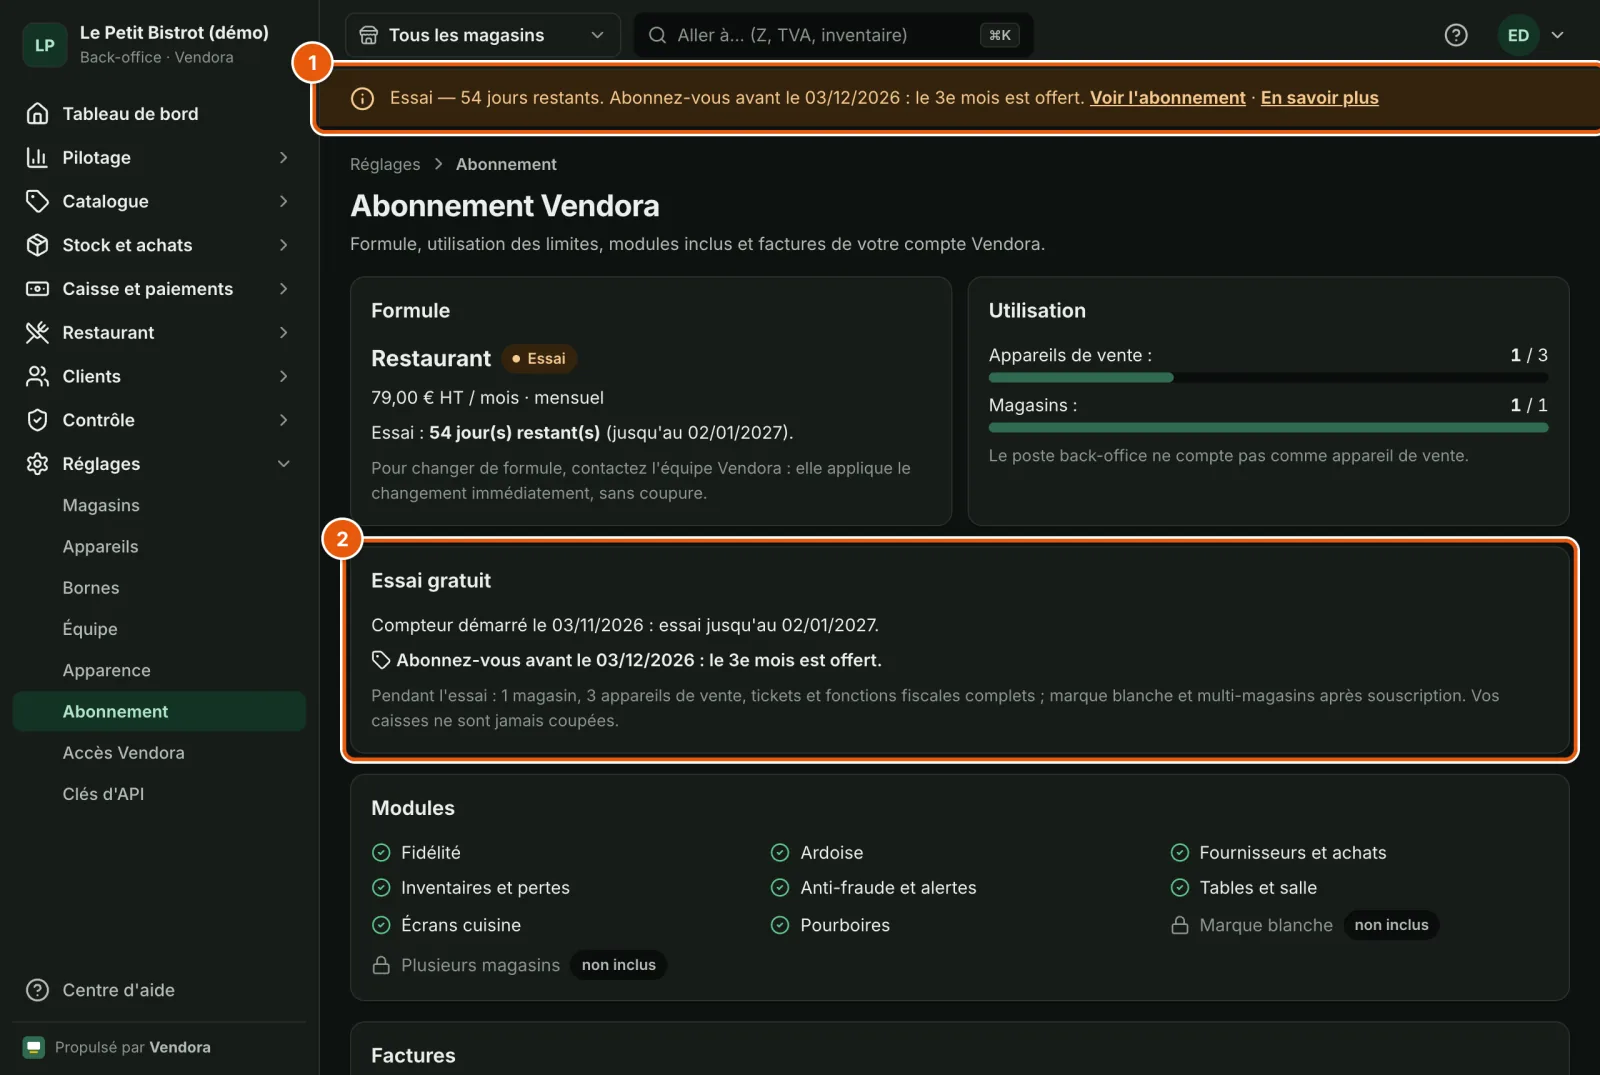 LP
Le Petit Bistrot (démo)
Back-office · Vendora
Tous les magasins
Aller à... (Z, TVA, inventaire)
⌘K
ED
1
Essai — 54 jours restants. Abonnez-vous avant le 03/12/2026 : le 3e mois est offert. Voir l'abonnement · En savoir plus
Tableau de bord
Pilotage
Catalogue
Stock et achats
Caisse et paiements
Restaurant
Clients
Contrôle
Réglages
Magasins
Appareils
Bornes
Équipe
Apparence
Abonnement
Accès Vendora
Clés d'API
Centre d'aide
Propulsé par Vendora
Réglages > Abonnement
Abonnement Vendora
Formule, utilisation des limites, modules inclus et factures de votre compte Vendora.
Formule
Restaurant
Essai
79,00 € HT / mois · mensuel
Essai : 54 jour(s) restant(s) (jusqu'au 02/01/2027).
Pour changer de formule, contactez l'équipe Vendora : elle applique le
changement immédiatement, sans coupure.
Utilisation
Appareils de vente : 1 / 3
Magasins : 1 / 1
Le poste back-office ne compte pas comme appareil de vente.
2
Essai gratuit
Compteur démarré le 03/11/2026 : essai jusqu'au 02/01/2027.
Abonnez-vous avant le 03/12/2026 : le 3e mois est offert.
Pendant l'essai : 1 magasin, 3 appareils de vente, tickets et fonctions fiscales complets ; marque blanche et multi-magasins après souscription. Vos
caisses ne sont jamais coupées.
Modules
Fidélité
Ardoise
Fournisseurs et achats
Inventaires et pertes
Anti-fraude et alertes
Tables et salle
Écrans cuisine
Pourboires
Marque blanche non inclus
Plusieurs magasins non inclus
Factures